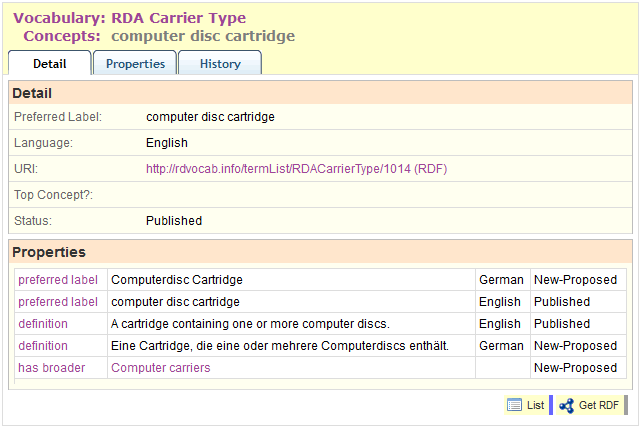 Vocabulary: RDA Carrier Type
Concepts: computer disc cartridge
Detail Properties History
Detail
Preferred Label: computer disc cartridge
Language: English
URI: http://rdvocab.info/termList/RDACarrierType/1014 (RDF)
Top Concept?:
Status: Published
Properties
preferred label Computerdisc Cartridge German New-Proposed
preferred label computer disc cartridge English Published
definition A cartridge containing one or more computer discs. English Published
definition Eine Cartridge, die eine oder mehrere Computerdiscs enthält. German New-Proposed
has broader Computer carriers New-Proposed
List Get RDF